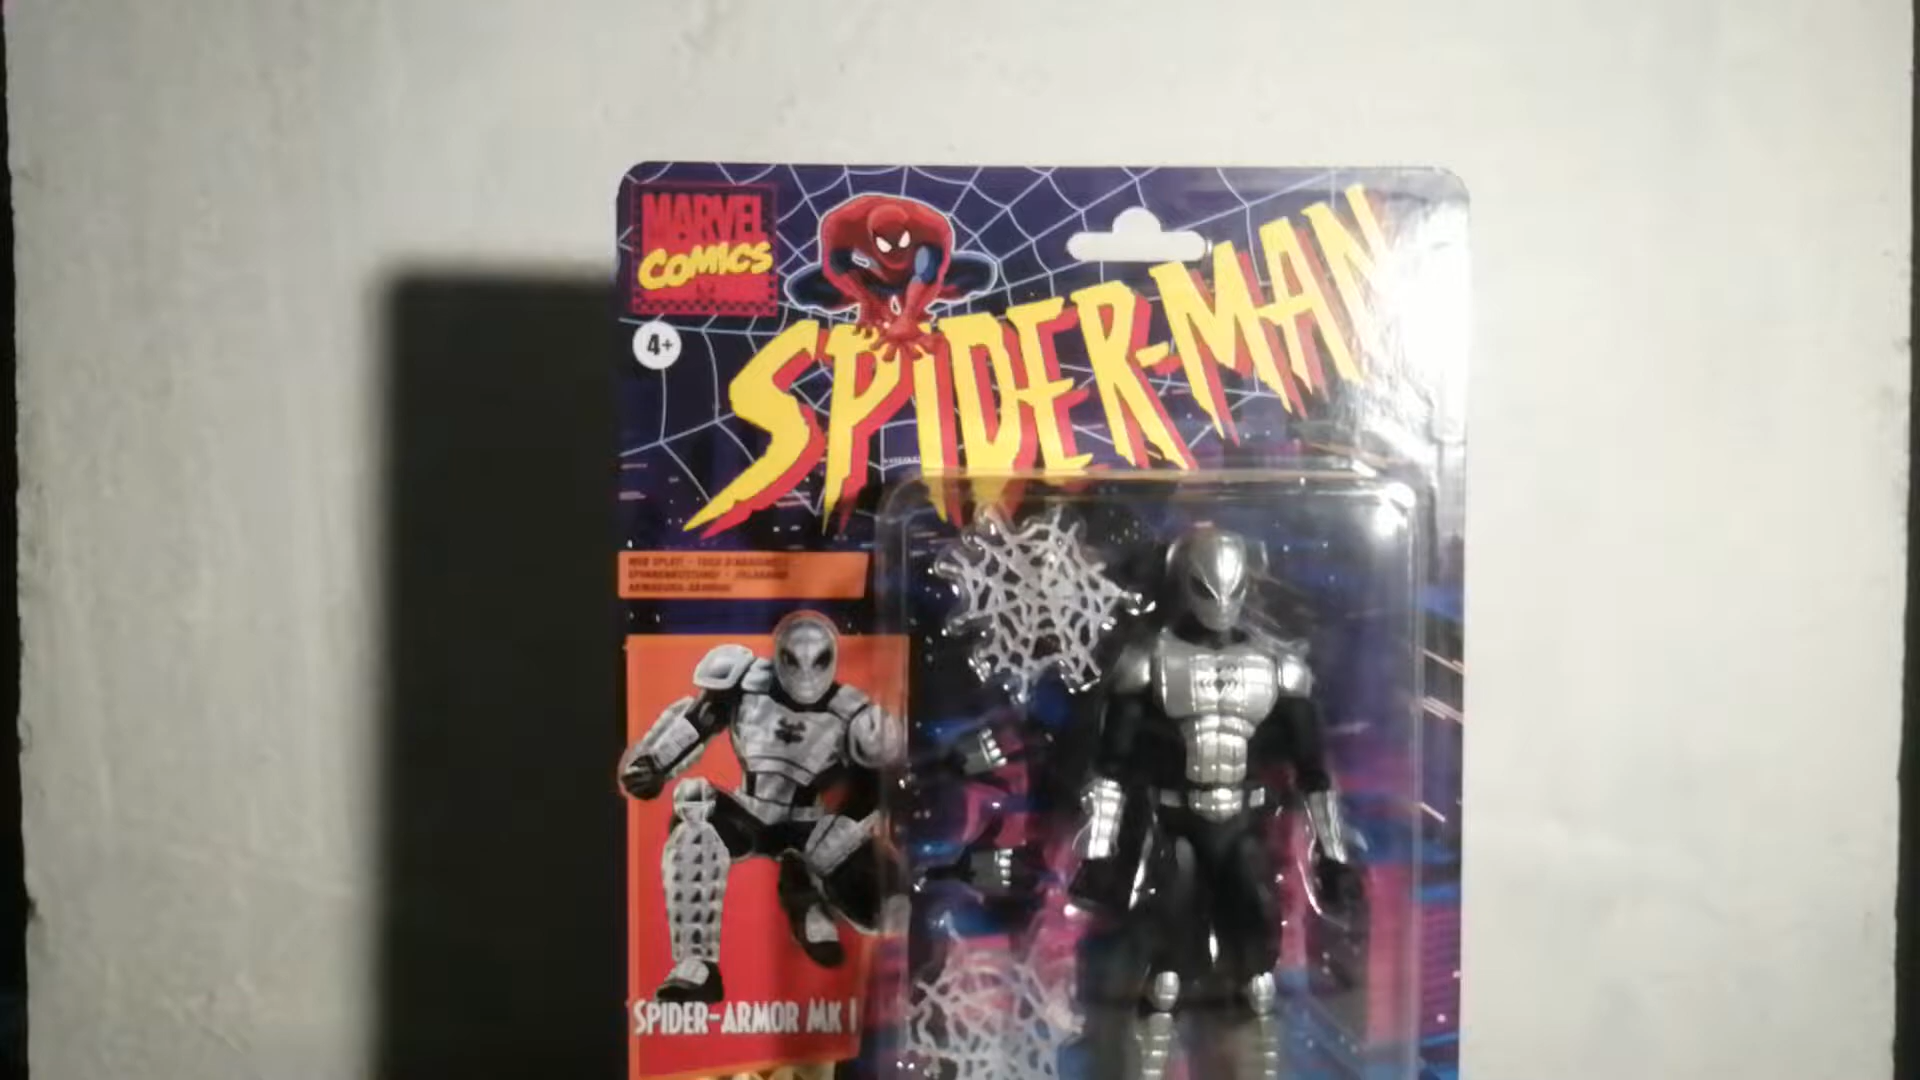 MARVEL
COMICS
4+
SPIDER-MAN
SPIDER-ARMOR MK I